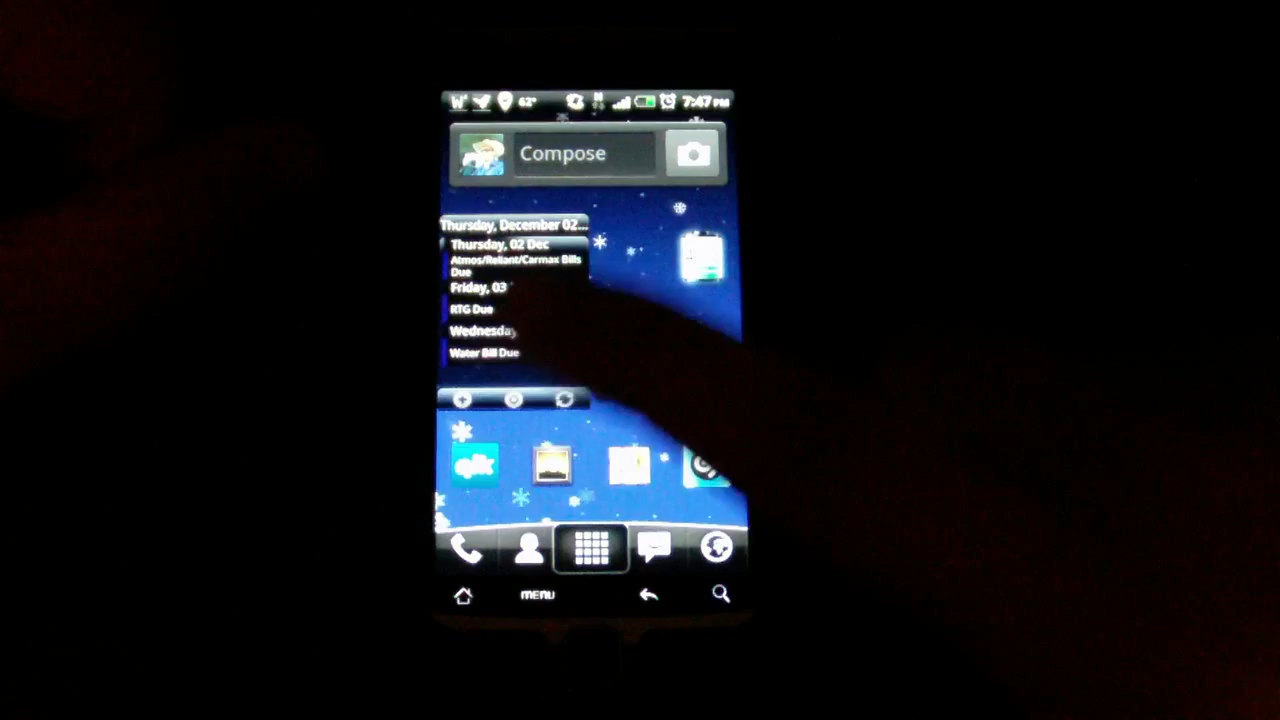 62°
7:47 PM
Compose
Thursday, December 02...
Thursday, 02 Dec
Atmos/Reliant/Carmax Bills
Due
Friday, 03
RTG Due
Wednesday
Water Bill Due
qik
MENU